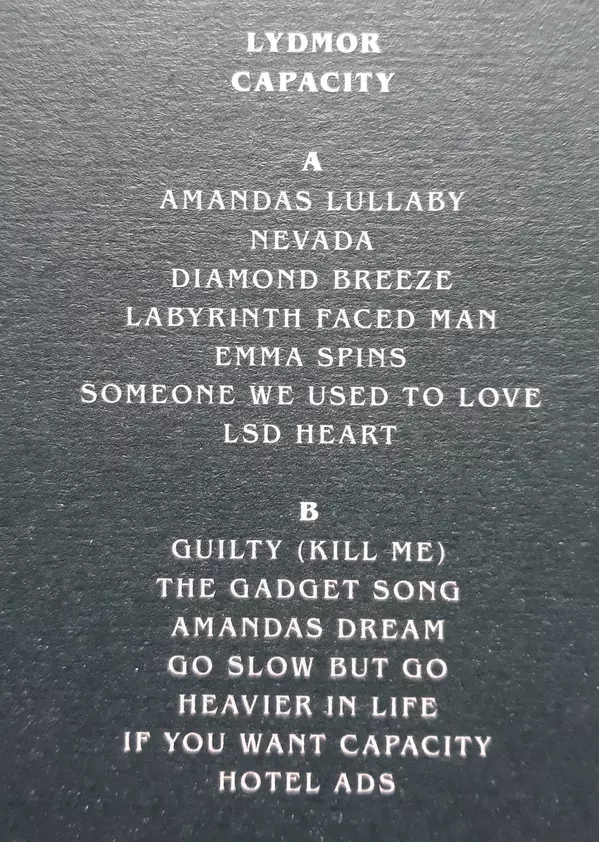 LYDMOR
CAPACITY
A
AMANDAS LULLABY
NEVADA
DIAMOND BREEZE
LABYRINTH FACED MAN
EMMA SPINS
SOMEONE WE USED TO LOVE
LSD HEART
B
GUILTY (KILL ME)
THE GADGET SONG
AMANDAS DREAM
GO SLOW BUT GO
HEAVIER IN LIFE
IF YOU WANT CAPACITY
HOTEL ADS